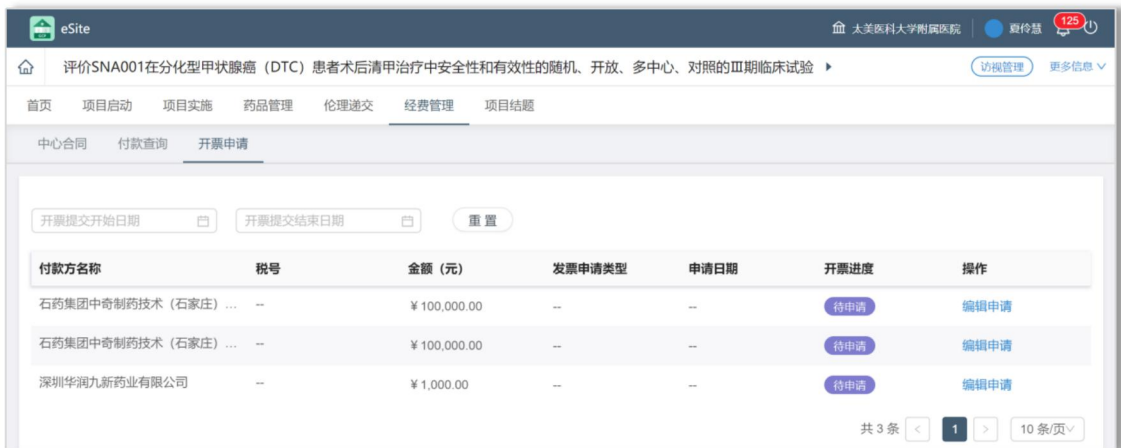 eSite 太美医科大学附属医院 夏伶慧 125
评价SNA001在分化型甲状腺癌（DTC）患者术后清甲治疗中安全性和有效性的随机、开放、多中心、对照的Ⅲ期临床试验 访视管理 更多信息
首页 项目启动 项目实施 药品管理 伦理递交 经费管理 项目结题
中心合同 付款查询 开票申请
开票提交开始日期 开票提交结束日期 重置
付款方名称 税号 金额（元） 发票申请类型 申请日期 开票进度 操作
石药集团中奇制药技术（石家庄）... -- ¥100,000.00 -- -- 待申请 编辑申请
石药集团中奇制药技术（石家庄）... -- ¥100,000.00 -- -- 待申请 编辑申请
深圳华润九新药业有限公司 -- ¥1,000.00 -- -- 待申请 编辑申请
共3条 < 1 > 10条/页